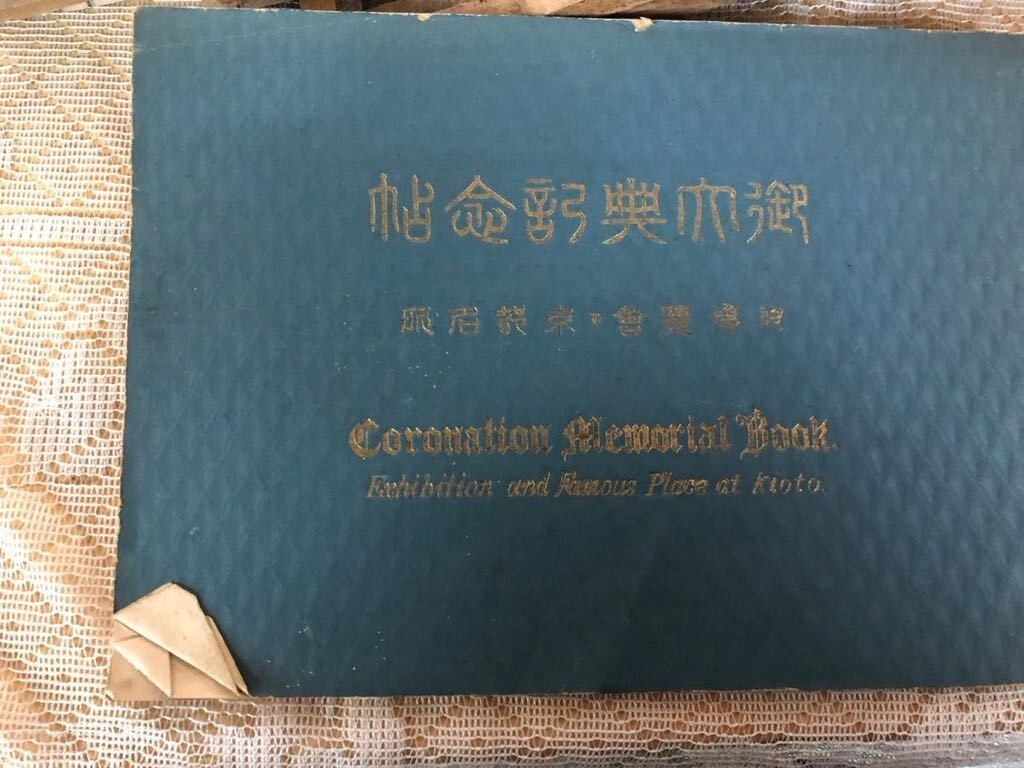 御大典記念帖
博覽會 京都名所
Coronation Memorial Book.
Exhibition and Famous Place at Kioto.